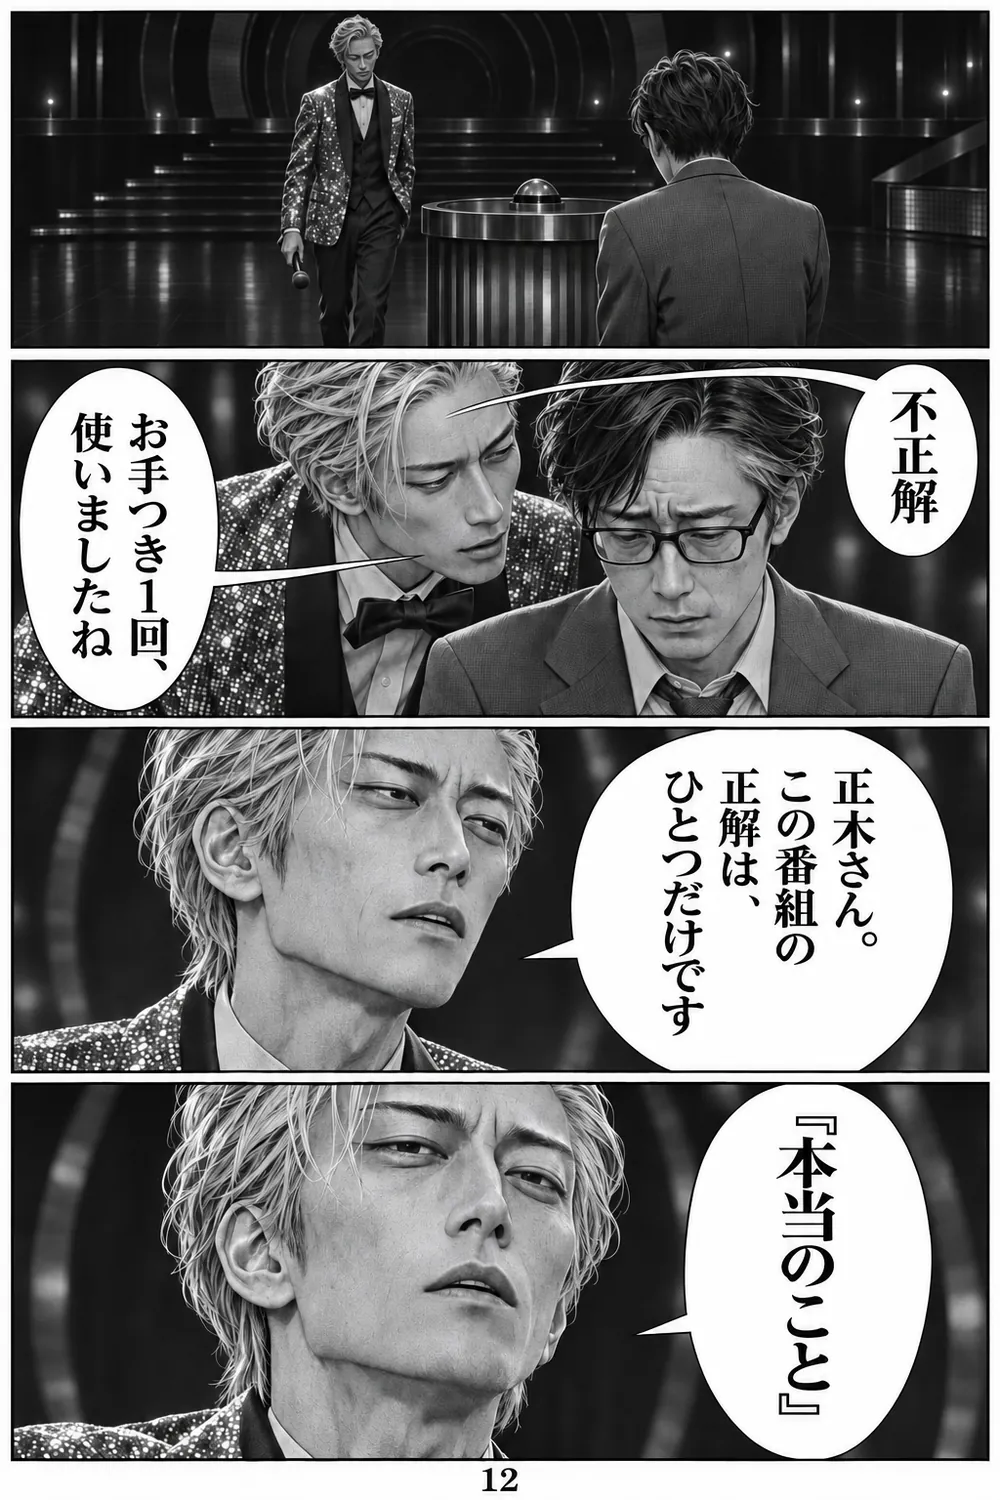 不正解
お手つき1回、
使いましたね
正木さん。
この番組の
正解は、
ひとつだけです
『本当のこと』
12